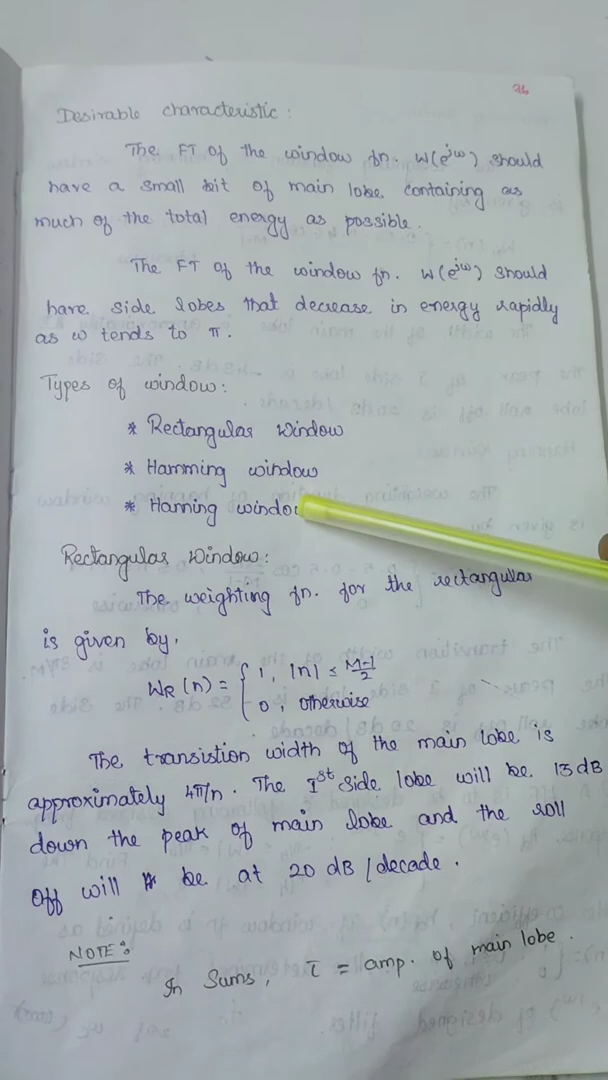 Desirable characteristic:
The FT of the window fn. W(e^jω) should
have a small bit of main lobe containing as
much of the total energy as possible.
The FT of the window fn. W(e^jω) should
have side lobes that decrease in energy rapidly
as ω tends to π.
Types of window:
* Rectangular window
* Hamming window
* Hanning window
Rectangular window:
The weighting fn. for the rectangular
is given by,
WR(n) = { 1, |n| ≤ M-1/2
0, otherwise
The transistion width of the main lobe is
approximately 4π/n. The Ist side lobe will be 13 dB
down the peak of main lobe and the roll
off will be at 20 dB/decade.
NOTE:
In Sums, τ = amp. of main lobe.